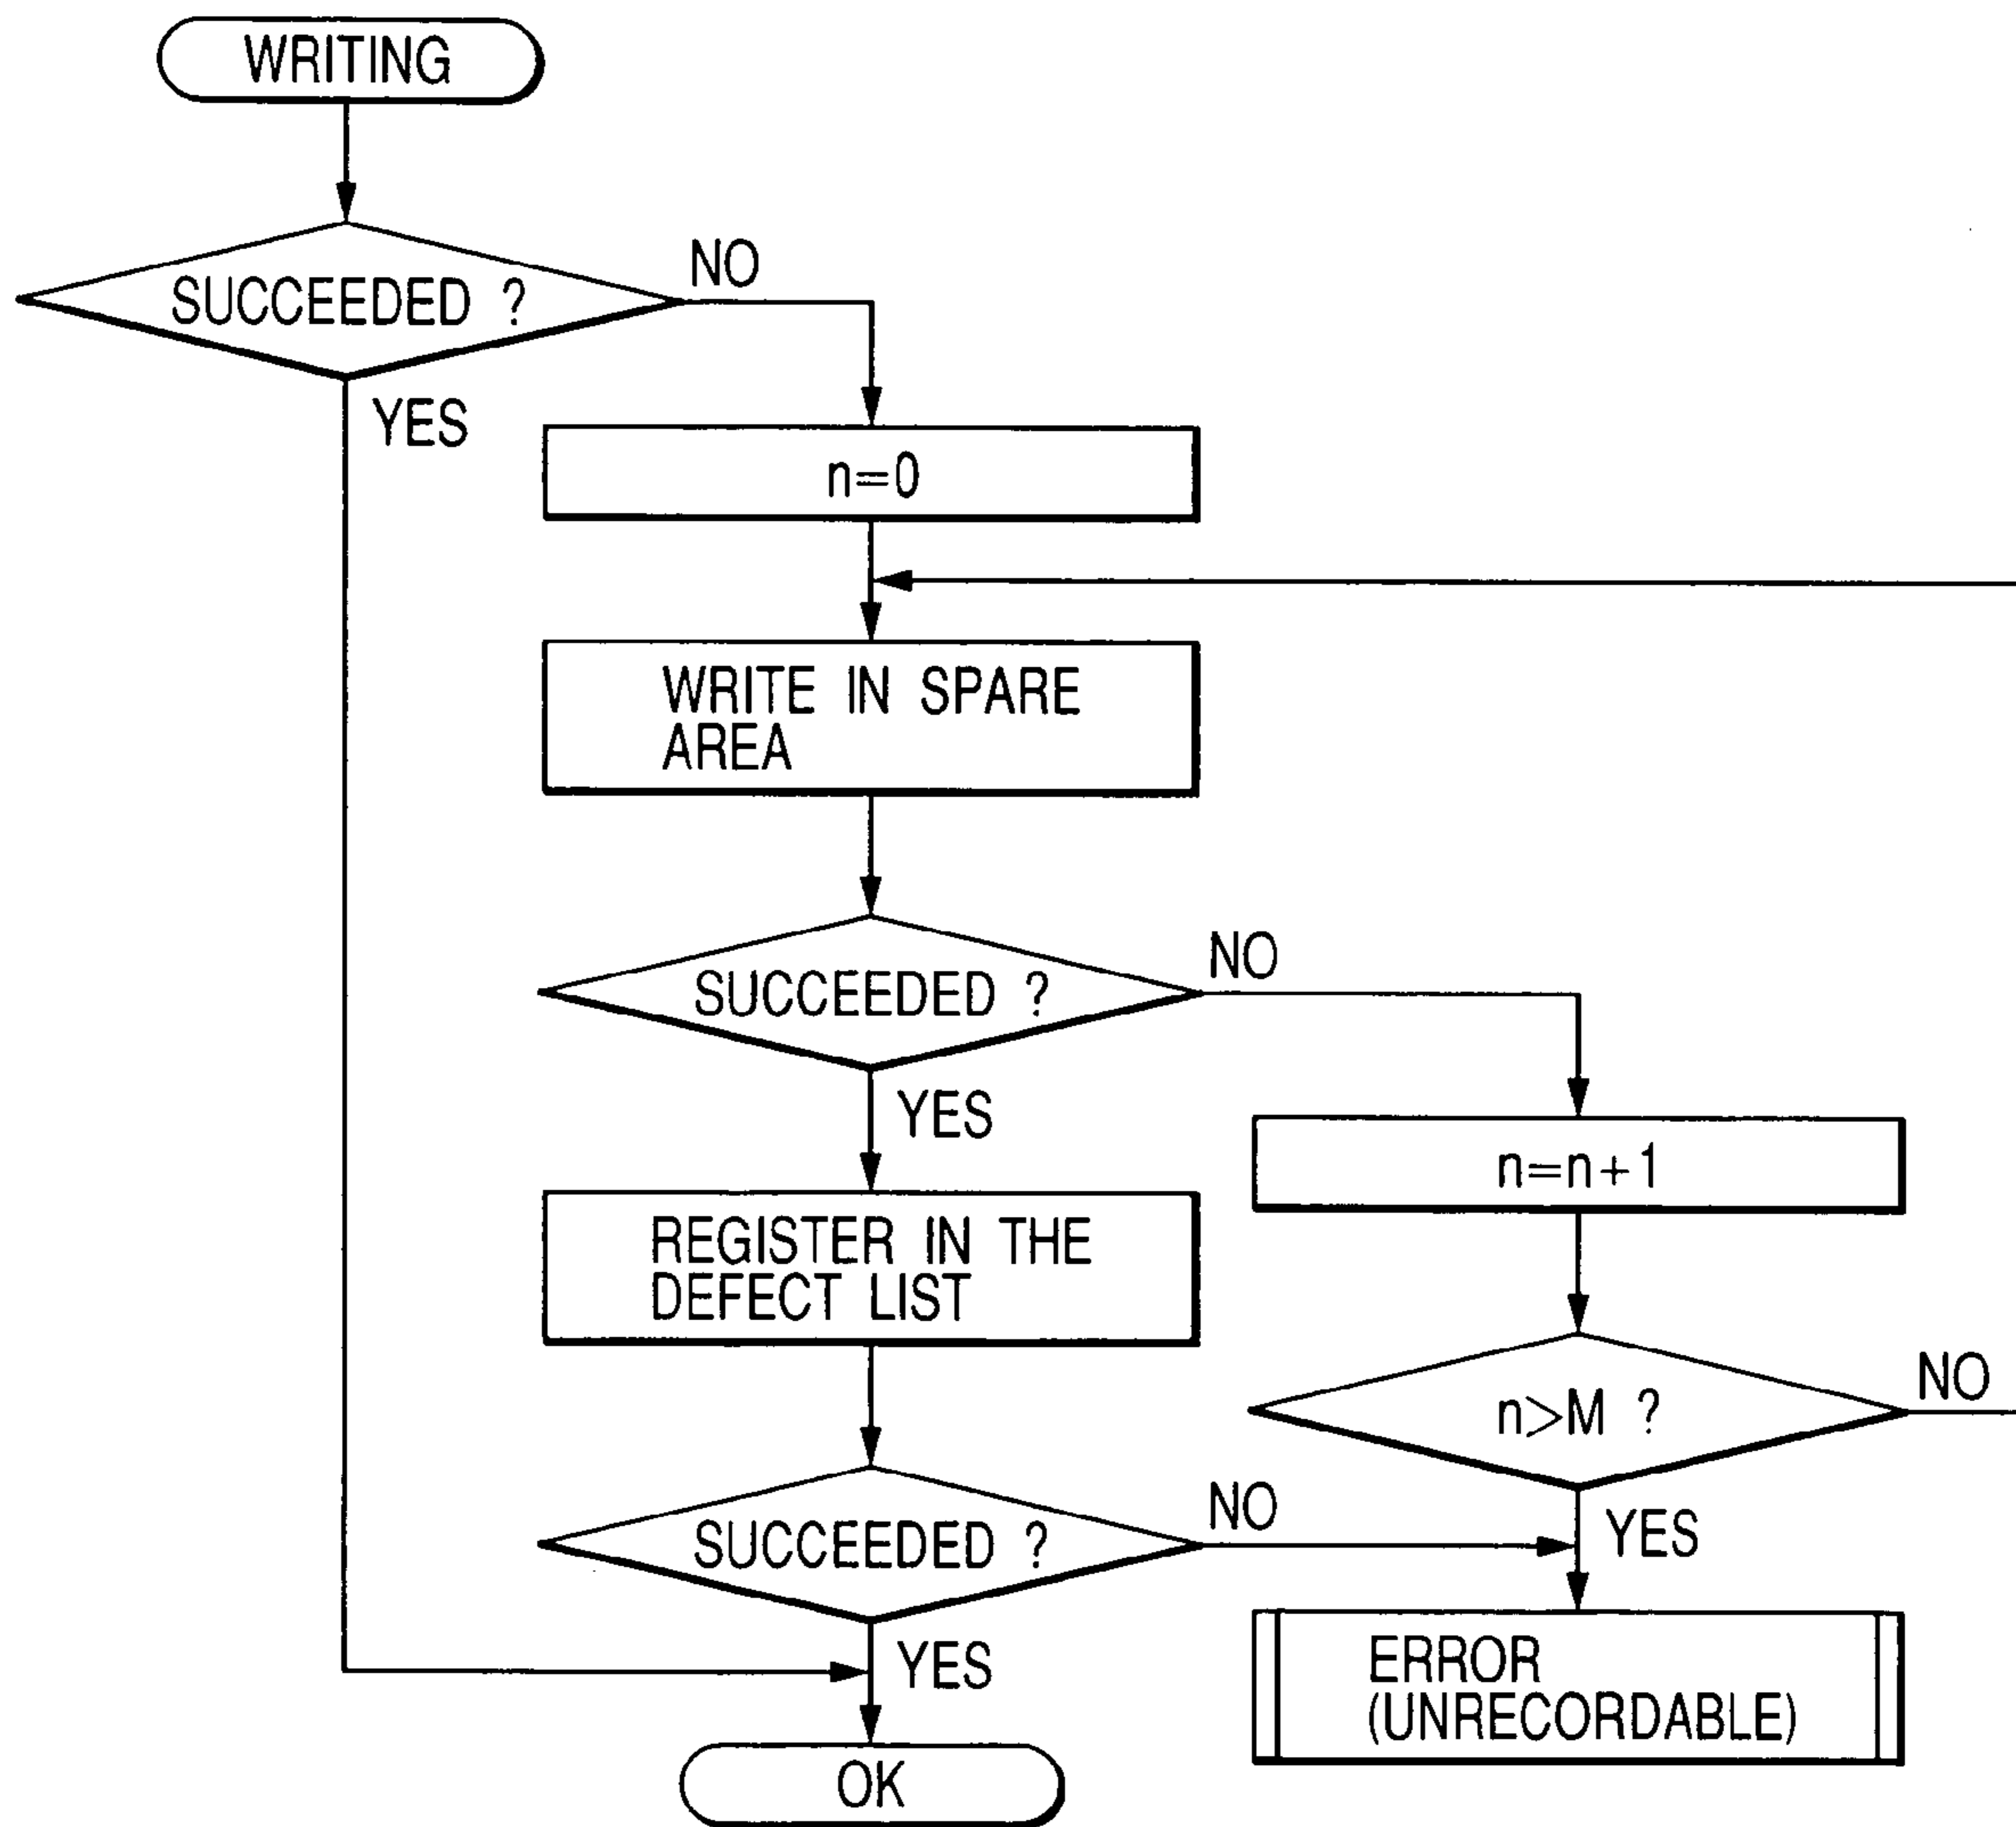 WRITING
SUCCEEDED ?
NO
YES
n=0
WRITE IN SPARE
AREA
SUCCEEDED ?
NO
YES
n=n+1
REGISTER IN THE
DEFECT LIST
n>M ?
NO
YES
SUCCEEDED ?
NO
YES
ERROR
(UNRECORDABLE)
OK